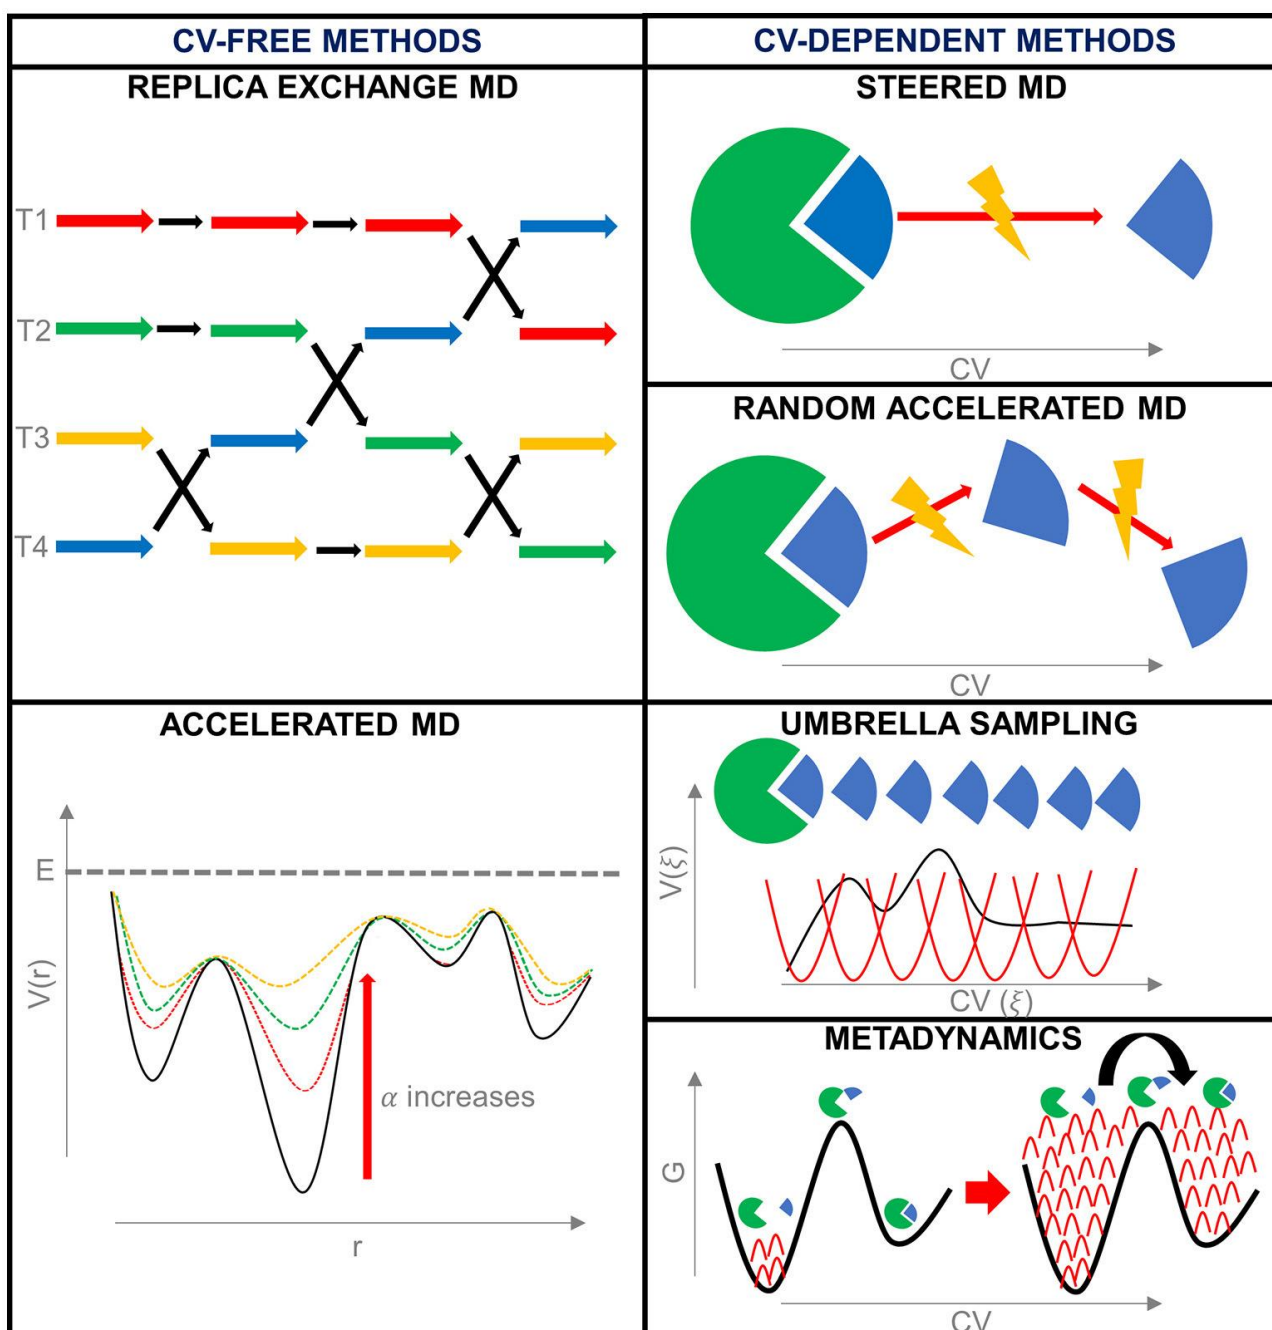 CV-FREE METHODS
REPLICA EXCHANGE MD
T1
T2
T3
T4
ACCELERATED MD
E
V(r)
α increases
r
CV-DEPENDENT METHODS
STEERED MD
CV
RANDOM ACCELERATED MD
CV
UMBRELLA SAMPLING
V(ξ)
CV (ξ)
METADYNAMICS
G
CV